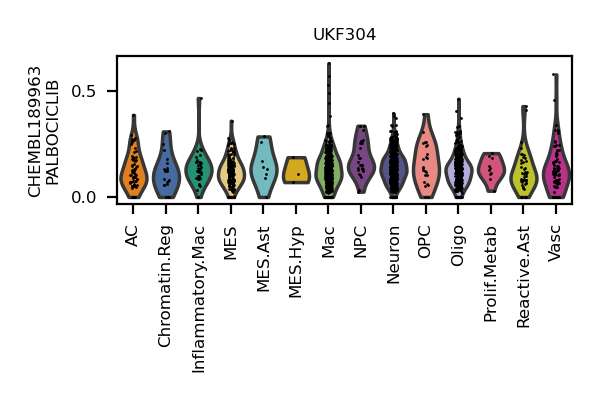 UKF304
CHEMBL189963
PALBOCICLIB
0.5
0.0
AC
Chromatin.Reg
Inflammatory.Mac
MES
MES.Ast
MES.Hyp
Mac
NPC
Neuron
OPC
Oligo
Prolif.Metab
Reactive.Ast
Vasc